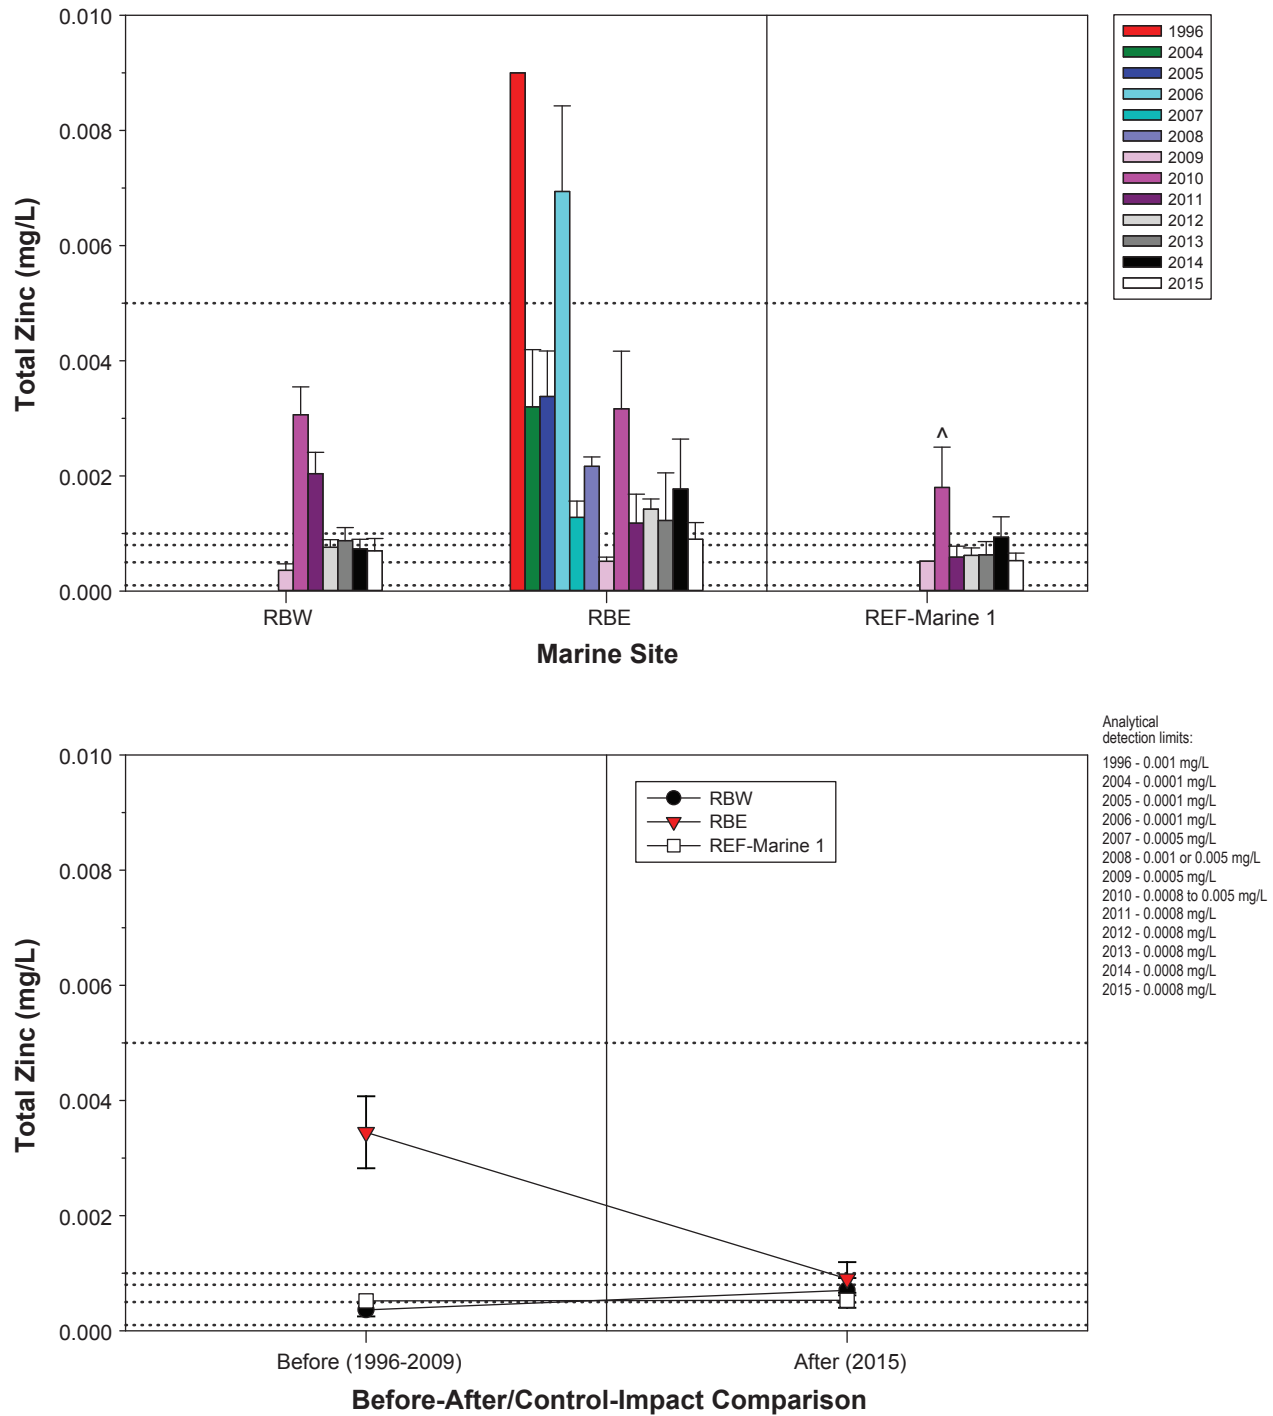 0.010
0.008
0.006
0.004
0.002
0.000
Total Zinc (mg/L)
1996
2004
2005
2006
2007
2008
2009
2010
2011
2012
2013
2014
2015
^
RBW
RBE
REF-Marine 1
Marine Site
Analytical
detection limits:
1996 - 0.001 mg/L
2004 - 0.0001 mg/L
2005 - 0.0001 mg/L
2006 - 0.0001 mg/L
2007 - 0.0005 mg/L
2008 - 0.001 or 0.005 mg/L
2009 - 0.0005 mg/L
2010 - 0.0008 to 0.005 mg/L
2011 - 0.0008 mg/L
2012 - 0.0008 mg/L
2013 - 0.0008 mg/L
2014 - 0.0008 mg/L
2015 - 0.0008 mg/L
0.010
0.008
0.006
0.004
0.002
0.000
Total Zinc (mg/L)
RBW
RBE
REF-Marine 1
Before (1996-2009)
After (2015)
Before-After/Control-Impact Comparison